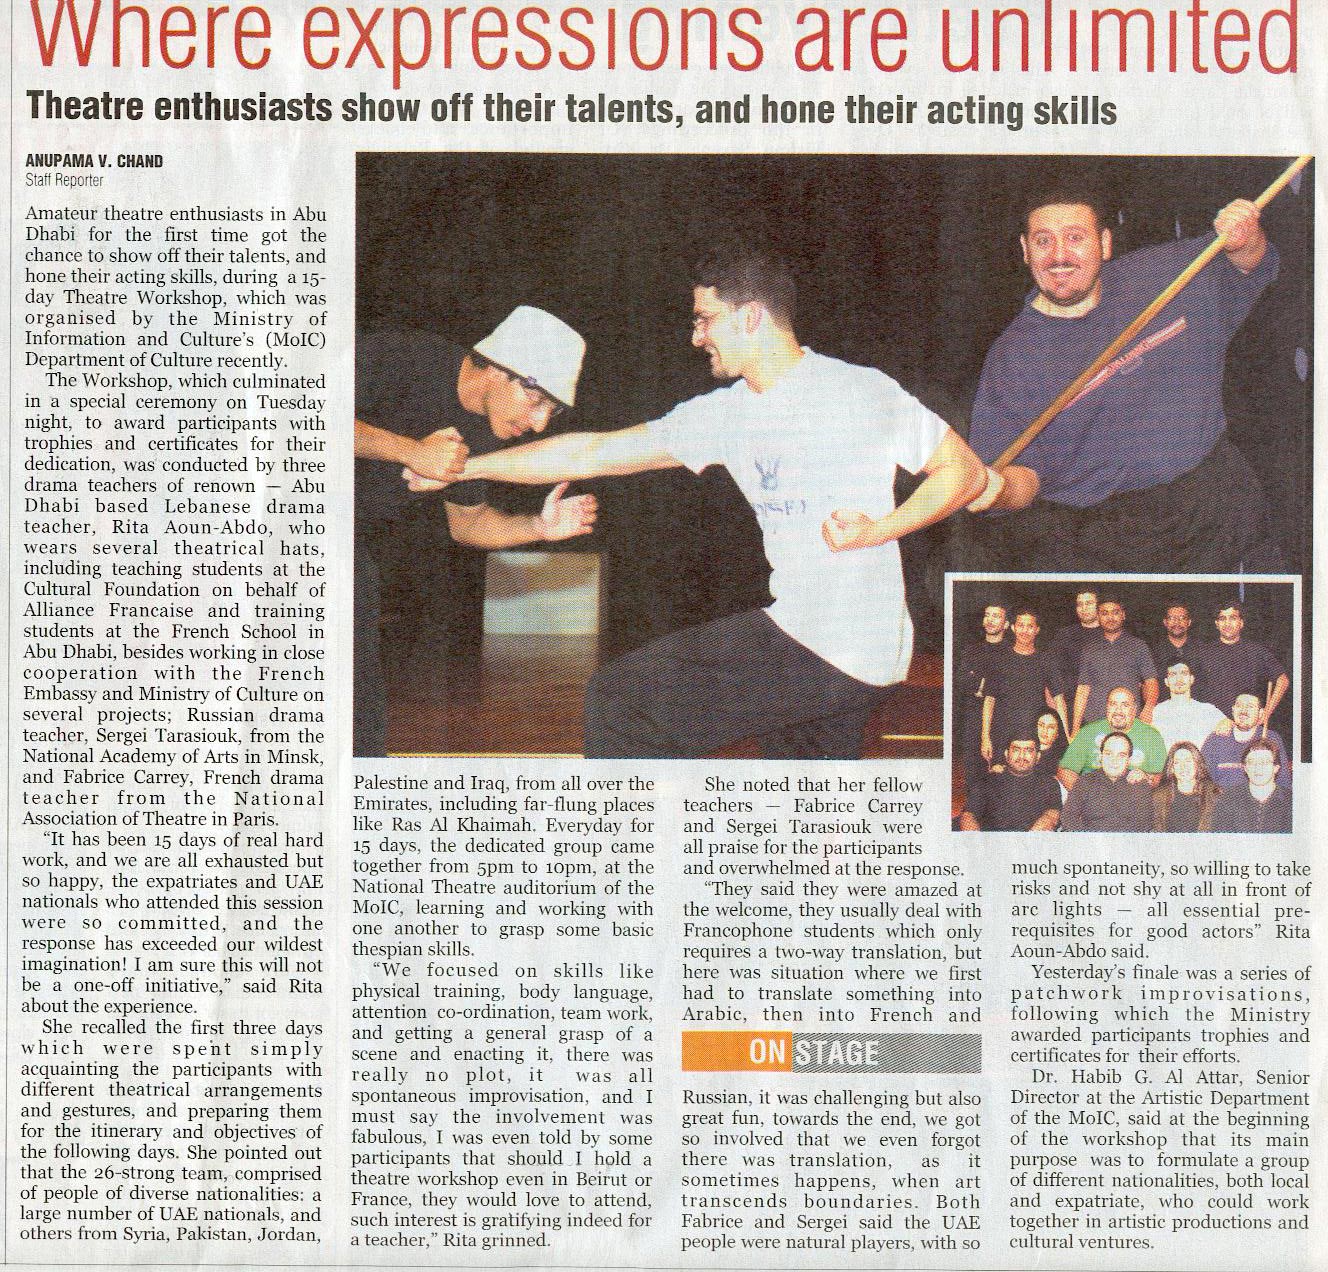 Where expressions are unlimited
Theatre enthusiasts show off their talents, and hone their acting skills
ANUPAMA V. CHAND
Staff Reporter
Amateur theatre enthusiasts in Abu
Dhabi for the first time got the
chance to show off their talents, and
hone their acting skills, during a 15-
day Theatre Workshop, which was
organised by the Ministry of
Information and Culture's (MoIC)
Department of Culture recently.
The Workshop, which culminated
in a special ceremony on Tuesday
night, to award participants with
trophies and certificates for their
dedication, was conducted by three
drama teachers of renown — Abu
Dhabi based Lebanese drama
teacher, Rita Aoun-Abdo, who
wears several theatrical hats,
including teaching students at the
Cultural Foundation on behalf of
Alliance Francaise and training
students at the French School in
Abu Dhabi, besides working in close
cooperation with the French
Embassy and Ministry of Culture on
several projects; Russian drama
teacher, Sergei Tarasiouk, from the
National Academy of Arts in Minsk,
and Fabrice Carrey, French drama
teacher from the National
Association of Theatre in Paris.
"It has been 15 days of real hard
work, and we are all exhausted but
so happy, the expatriates and UAE
nationals who attended this session
were so committed, and the
response has exceeded our wildest
imagination! I am sure this will not
be a one-off initiative," said Rita
about the experience.
She recalled the first three days
which were spent simply
acquainting the participants with
different theatrical arrangements
and gestures, and preparing them
for the itinerary and objectives of
the following days. She pointed out
that the 26-strong team, comprised
of people of diverse nationalities: a
large number of UAE nationals, and
others from Syria, Pakistan, Jordan,
Palestine and Iraq, from all over the
Emirates, including far-flung places
like Ras Al Khaimah. Everyday for
15 days, the dedicated group came
together from 5pm to 10pm, at the
National Theatre auditorium of the
MoIC, learning and working with
one another to grasp some basic
thespian skills.
"We focused on skills like
physical training, body language,
attention co-ordination, team work,
and getting a general grasp of a
scene and enacting it, there was
really no plot, it was all
spontaneous improvisation, and I
must say the involvement was
fabulous, I was even told by some
participants that should I hold a
theatre workshop even in Beirut or
France, they would love to attend,
such interest is gratifying indeed for
a teacher," Rita grinned.
She noted that her fellow
teachers — Fabrice Carrey
and Sergei Tarasiouk were
all praise for the participants
and overwhelmed at the response.
"They said they were amazed at
the welcome, they usually deal with
Francophone students which only
requires a two-way translation, but
here was situation where we first
had to translate something into
Arabic, then into French and
ON STAGE
Russian, it was challenging but also
great fun, towards the end, we got
so involved that we even forgot
there was translation, as it
sometimes happens, when art
transcends boundaries. Both
Fabrice and Sergei said the UAE
people were natural players, with so
much spontaneity, so willing to take
risks and not shy at all in front of
arc lights — all essential pre-
requisites for good actors" Rita
Aoun-Abdo said.
Yesterday's finale was a series of
patchwork improvisations,
following which the Ministry
awarded participants trophies and
certificates for their efforts.
Dr. Habib G. Al Attar, Senior
Director at the Artistic Department
of the MoIC, said at the beginning
of the workshop that its main
purpose was to formulate a group
of different nationalities, both local
and expatriate, who could work
together in artistic productions and
cultural ventures.